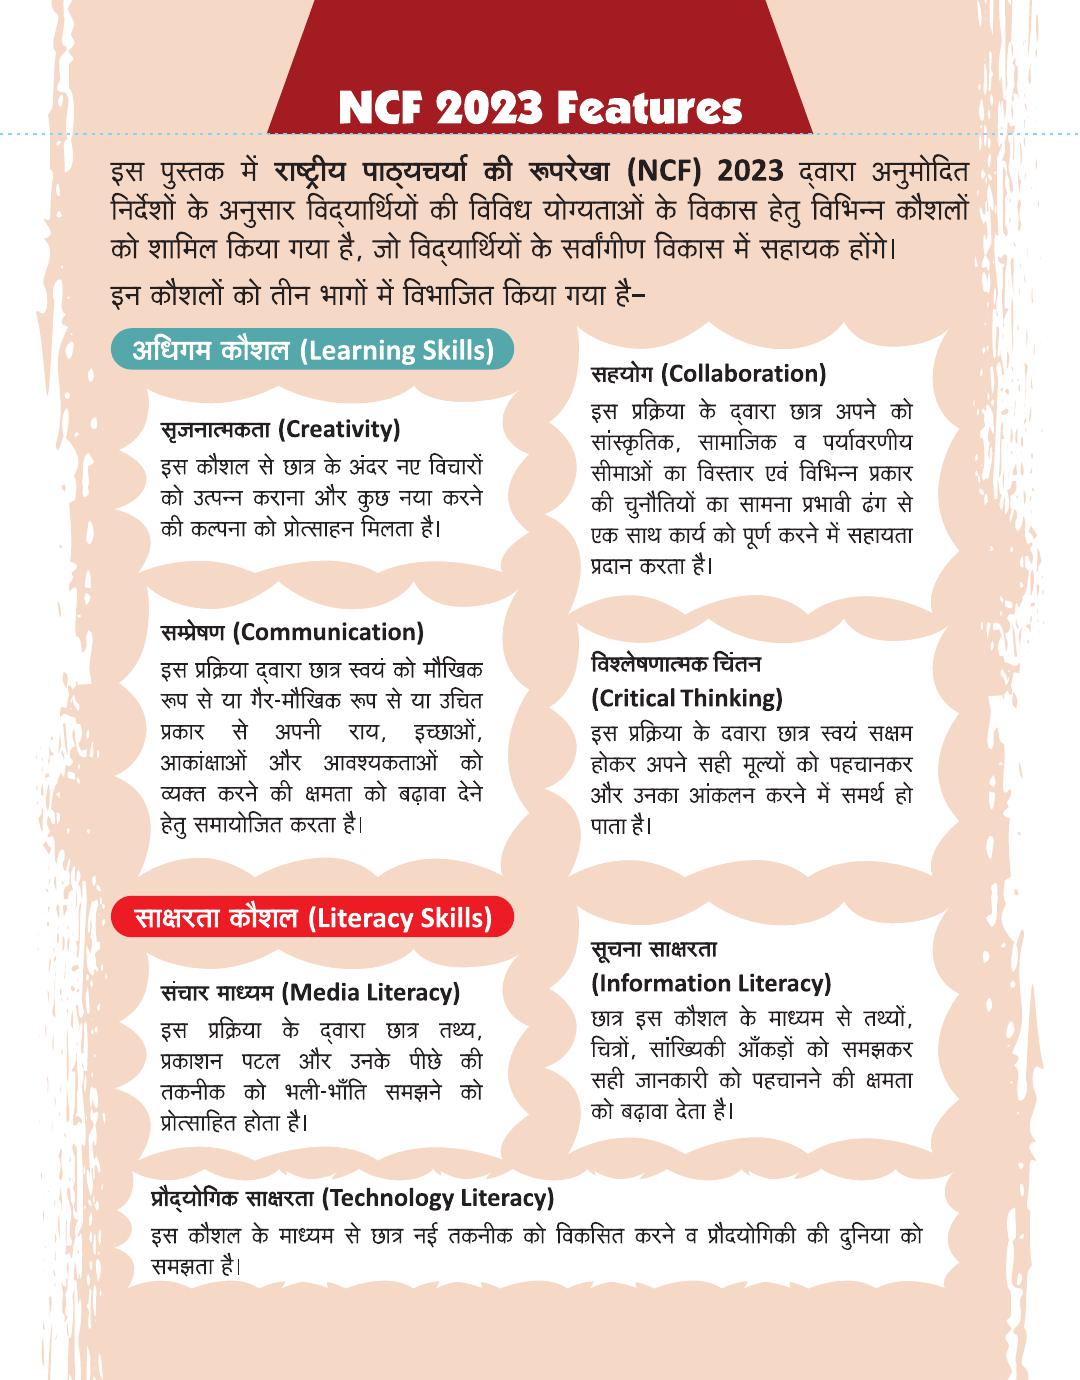 NCF 2023 Features
इस पुस्तक में राष्ट्रीय पाठ्यचर्या की रूपरेखा (NCF) 2023 द्‌वारा अनुमोदित
निर्देशों के अनुसार विद्‌यार्थियों की विविध योग्यताओं के विकास हेतु विभिन्न कौशलों
को शामिल किया गया है, जो विद्‌यार्थियों के सर्वांगीण विकास में सहायक होंगे।
इन कौशलों को तीन भागों में विभाजित किया गया है–
अधिगम कौशल (Learning Skills)
सृजनात्मकता (Creativity)
इस कौशल से छात्र के अंदर नए विचारों
को उत्पन्न कराना और कुछ नया करने
की कल्पना को प्रोत्साहन मिलता है।
सम्प्रेषण (Communication)
इस प्रक्रिया द्‌वारा छात्र स्वयं को मौखिक
रूप से या गैर-मौखिक रूप से या उचित
प्रकार से अपनी राय, इच्छाओं,
आकांक्षाओं और आवश्यकताओं को
व्यक्त करने की क्षमता को बढ़ावा देने
हेतु समायोजित करता है।
सहयोग (Collaboration)
इस प्रक्रिया के द्‌वारा छात्र अपने को
सांस्कृतिक, सामाजिक व पर्यावरणीय
सीमाओं का विस्तार एवं विभिन्न प्रकार
की चुनौतियों का सामना प्रभावी ढंग से
एक साथ कार्य को पूर्ण करने में सहायता
प्रदान करता है।
विश्लेषणात्मक चिंतन
(Critical Thinking)
इस प्रक्रिया के दवारा छात्र स्वयं सक्षम
होकर अपने सही मूल्यों को पहचानकर
और उनका आंकलन करने में समर्थ हो
पाता है।
साक्षरता कौशल (Literacy Skills)
संचार माध्यम (Media Literacy)
इस प्रक्रिया के द्‌वारा छात्र तथ्य,
प्रकाशन पटल और उनके पीछे की
तकनीक को भली-भाँति समझने को
प्रोत्साहित होता है।
सूचना साक्षरता
(Information Literacy)
छात्र इस कौशल के माध्यम से तथ्यों,
चित्रों, सांख्यिकी आँकड़ों को समझकर
सही जानकारी को पहचानने की क्षमता
को बढ़ावा देता है।
प्रौद्‌योगिक साक्षरता (Technology Literacy)
इस कौशल के माध्यम से छात्र नई तकनीक को विकसित करने व प्रौदयोगिकी की दुनिया को
समझता है।